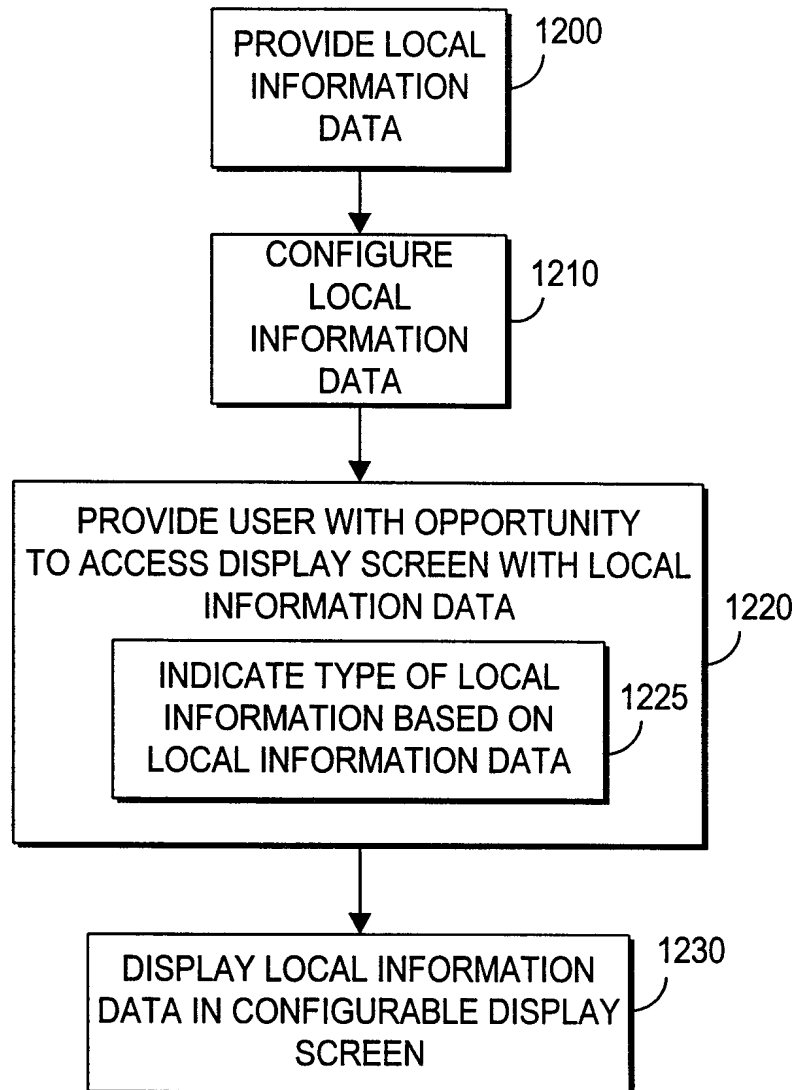 PROVIDE LOCAL
INFORMATION
DATA
1200
CONFIGURE
LOCAL
INFORMATION
DATA
1210
PROVIDE USER WITH OPPORTUNITY
TO ACCESS DISPLAY SCREEN WITH LOCAL
INFORMATION DATA
1220
INDICATE TYPE OF LOCAL
INFORMATION BASED ON
LOCAL INFORMATION DATA
1225
DISPLAY LOCAL INFORMATION
DATA IN CONFIGURABLE DISPLAY
SCREEN
1230